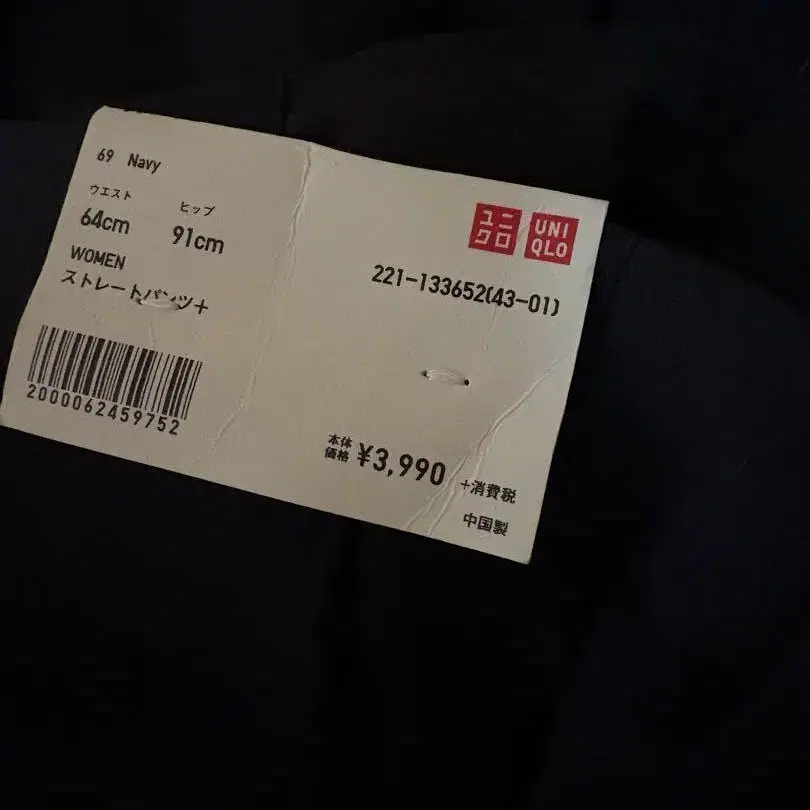 69 Navy
ウエスト ヒップ
64cm 91cm
WOMEN
ストレートパンツ+
2000062459752
ユニ
クロ
UNI
QLO
221-133652(43-01)
本体
価格 ¥3,990 +消費税
中国製